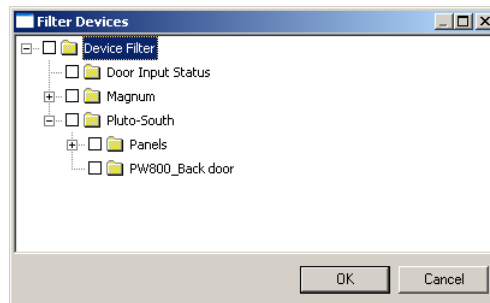 Filter Devices
Device Filter
Door Input Status
Magnum
Pluto-South
Panels
PW800_Back door
OK
Cancel